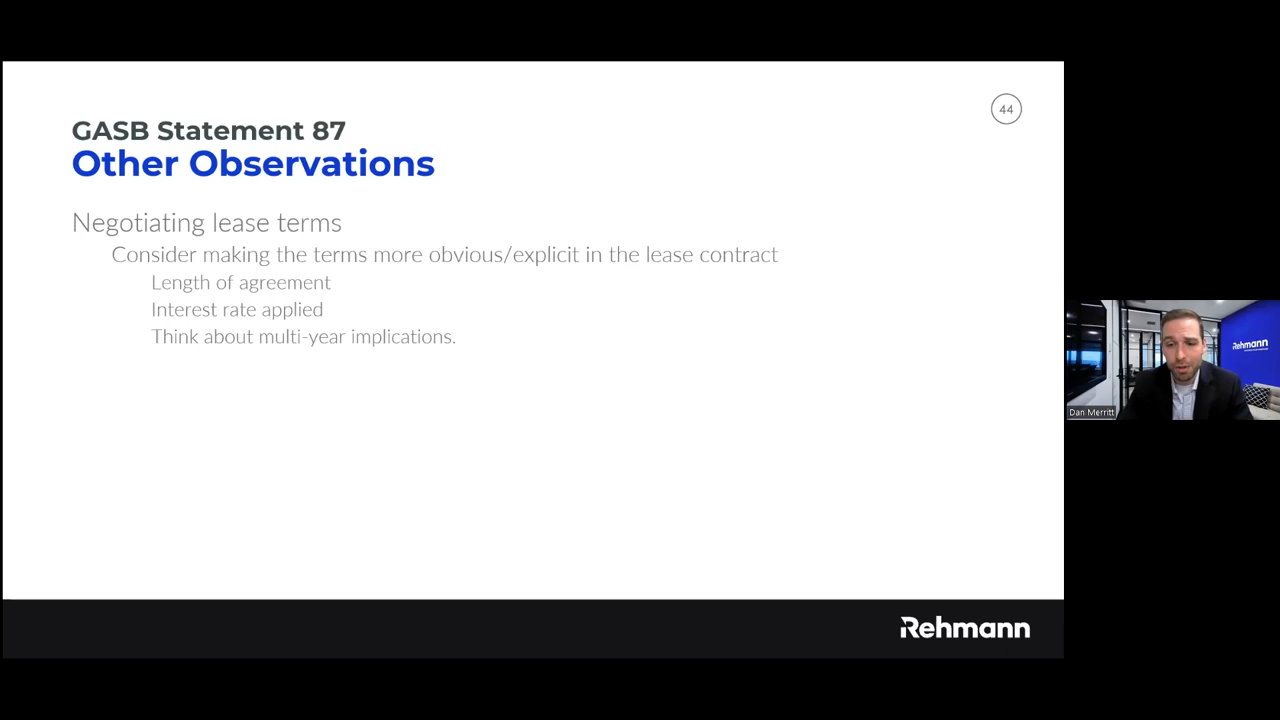 44
GASB Statement 87
Other Observations
Negotiating lease terms
Consider making the terms more obvious/explicit in the lease contract
Length of agreement
Interest rate applied
Think about multi-year implications.
Rehmann
Dan Merritt
Rehmann